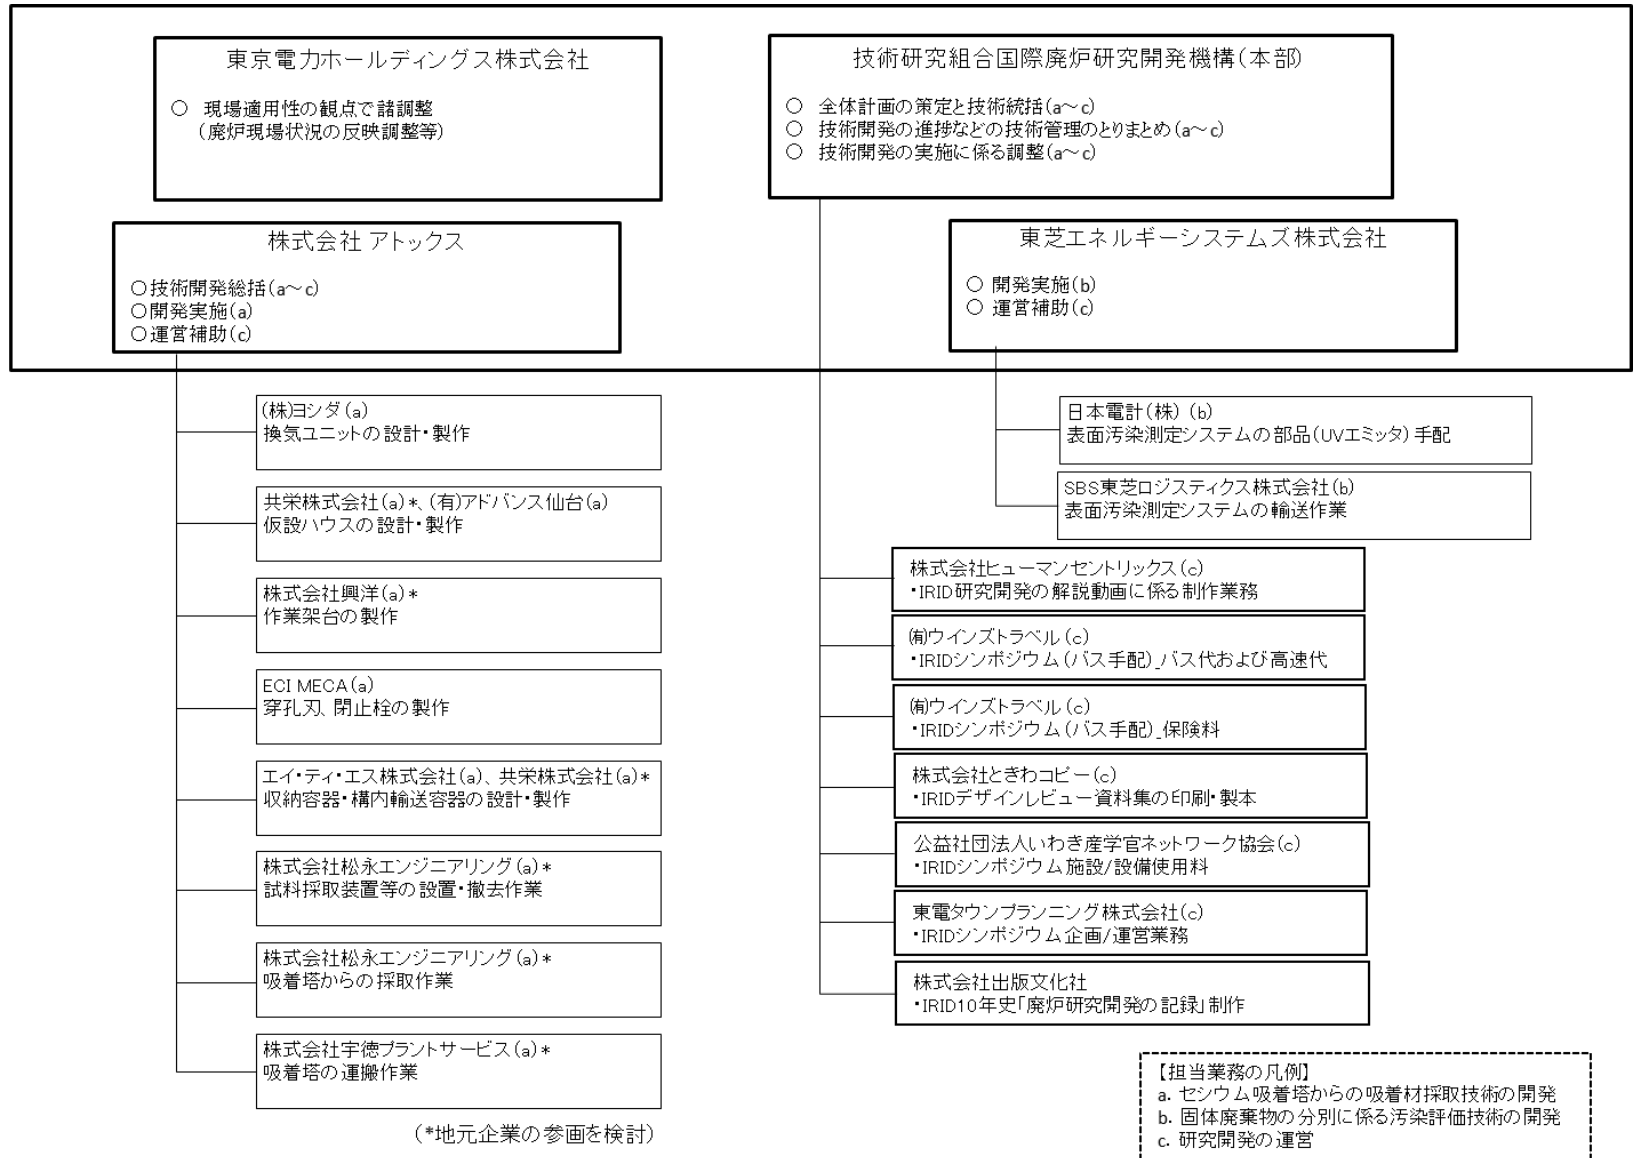 東京電力ホールディングス株式会社
○ 現場適用性の観点で諸調整
(廃炉現場状況の反映調整等)
技術研究組合国際廃炉研究開発機構(本部)
○ 全体計画の策定と技術統括(a～c)
○ 技術開発の進捗などの技術管理のとりまとめ(a～c)
○ 技術開発の実施に係る調整(a～c)
株式会社 アトックス
○技術開発総括(a～c)
○開発実施(a)
○運営補助(c)
東芝エネルギーシステムズ株式会社
○ 開発実施(b)
○ 運営補助(c)
(株)ヨシダ(a)
換気ユニットの設計・製作
共栄株式会社(a)*、(有)アドバンス仙台(a)
仮設ハウスの設計・製作
株式会社興洋(a)*
作業架台の製作
ECI MECA(a)
穿孔刃、閉止栓の製作
エイ・ティ・エス株式会社(a)、共栄株式会社(a)*
収納容器・構内輸送容器の設計・製作
株式会社松永エンジニアリング(a)*
試料採取装置等の設置・撤去作業
株式会社松永エンジニアリング(a)*
吸着塔からの採取作業
株式会社宇徳プラントサービス(a)*
吸着塔の運搬作業
(*地元企業の参画を検討)
日本電計(株) (b)
表面汚染測定システムの部品(UVエミッタ)手配
SBS東芝ロジスティクス株式会社(b)
表面汚染測定システムの輸送作業
株式会社ヒューマンセントリックス(c)
・IRID研究開発の解説動画に係る制作業務
㈲ウインズトラベル(c)
・IRIDシンポジウム(バス手配)_バス代および高速代
㈲ウインズトラベル(c)
・IRIDシンポジウム(バス手配)_保険料
株式会社ときわコピー(c)
・IRIDデザインレビュー資料集の印刷・製本
公益社団法人いわき産学官ネットワーク協会(c)
・IRIDシンポジウム施設/設備使用料
東電タウンプランニング株式会社(c)
・IRIDシンポジウム企画/運営業務
株式会社出版文化社
・IRID10年史「廃炉研究開発の記録」制作
【担当業務の凡例】
a. セシウム吸着塔からの吸着材採取技術の開発
b. 固体廃棄物の分別に係る汚染評価技術の開発
c. 研究開発の運営